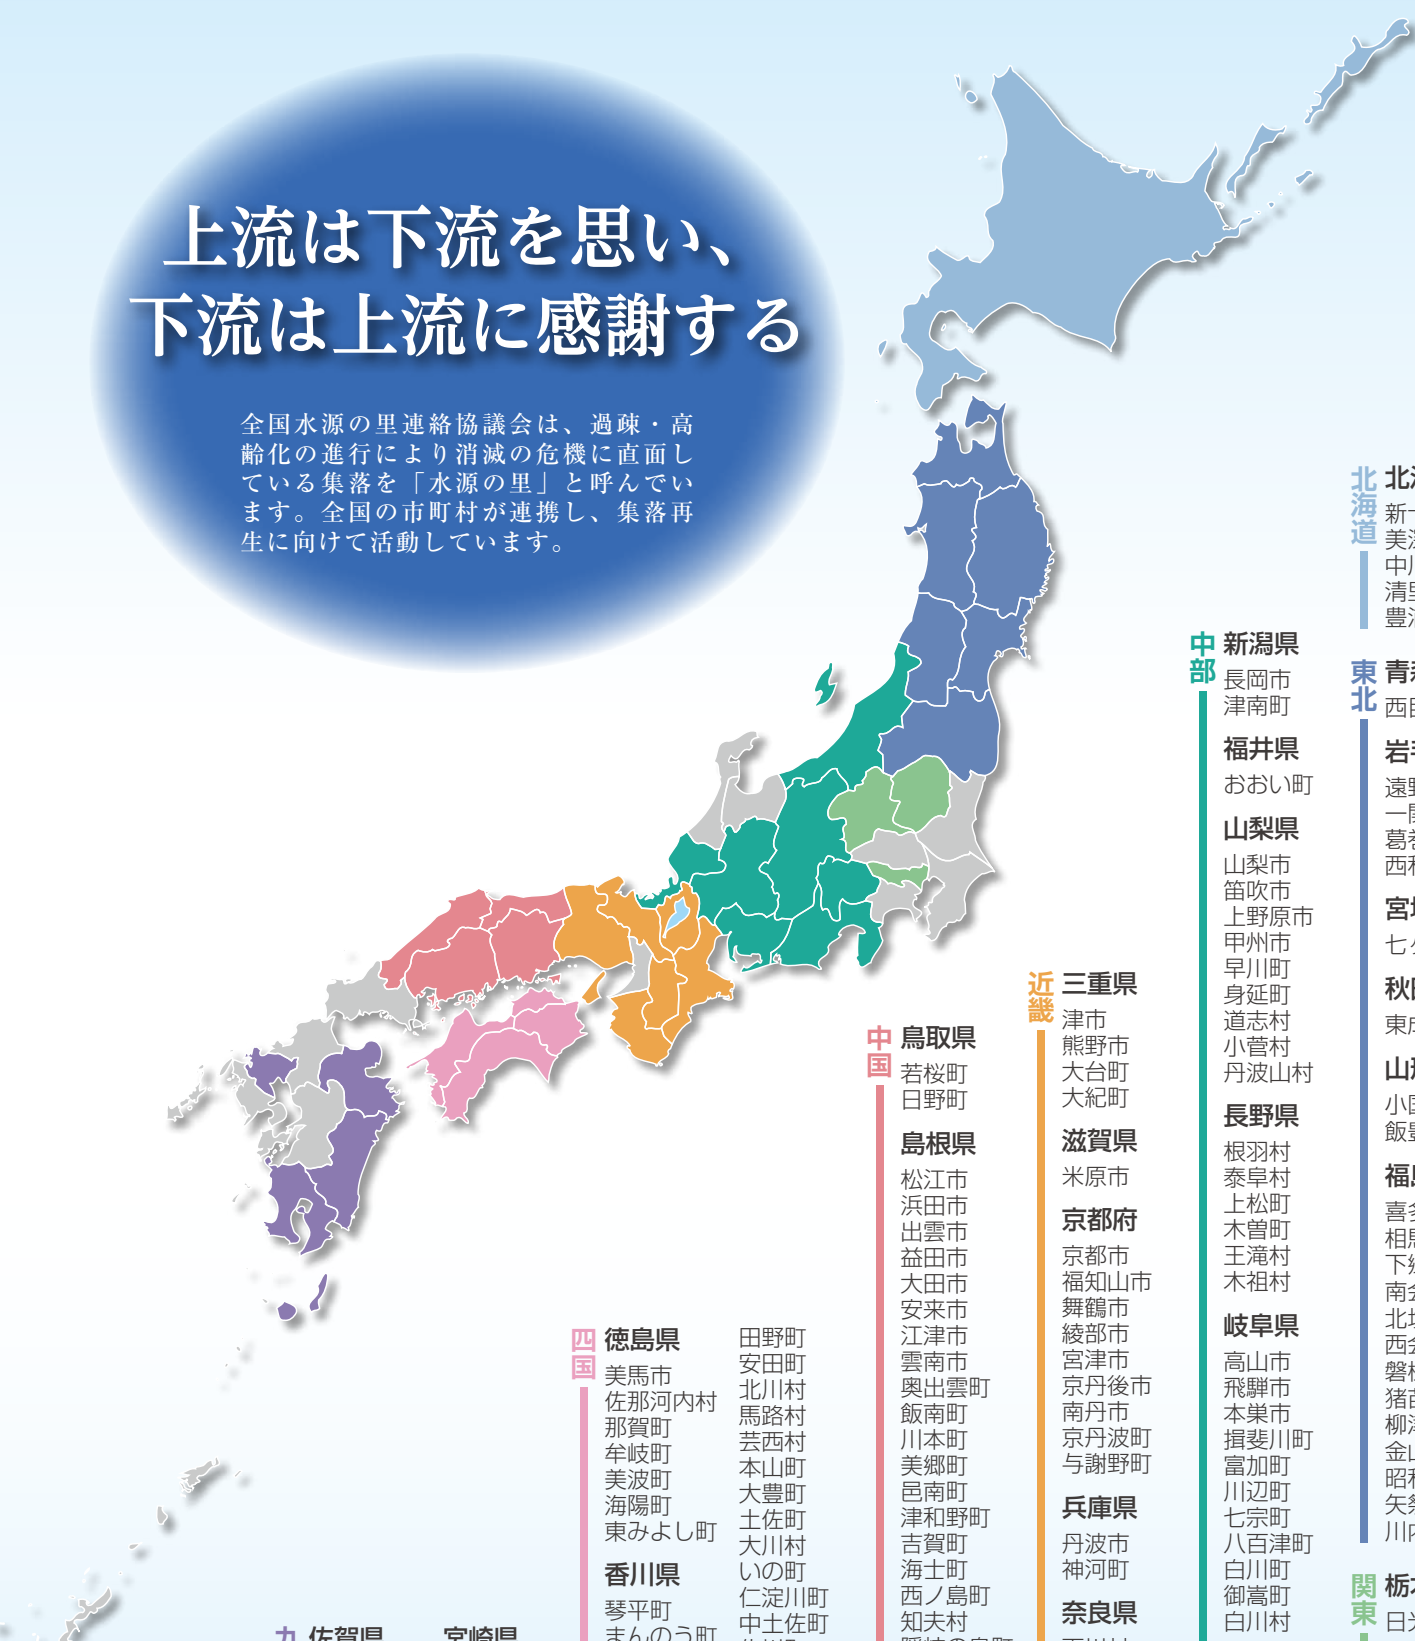 上流は下流を思い、
下流は上流に感謝する
全国水源の里連絡協議会は、過疎・高
齢化の進行により消滅の危機に直面し
ている集落を「水源の里」と呼んでい
ます。全国の市町村が連携し、集落再
生に向けて活動しています。
北海道
東北
関東
中部
新潟県
長岡市
津南町
福井県
おおい町
山梨県
山梨市
笛吹市
上野原市
甲州市
早川町
身延町
道志村
小菅村
丹波山村
長野県
根羽村
泰阜村
上松町
木曽町
王滝村
木祖村
岐阜県
高山市
飛騨市
本巣市
揖斐川町
富加町
川辺町
七宗町
八百津町
白川町
御嵩町
白川村
近畿
三重県
津市
熊野市
大台町
大紀町
滋賀県
米原市
京都府
京都市
福知山市
舞鶴市
綾部市
宮津市
京丹後市
南丹市
京丹波町
与謝野町
兵庫県
丹波市
神河町
奈良県
中国
鳥取県
若桜町
日野町
島根県
松江市
浜田市
出雲市
益田市
大田市
安来市
江津市
雲南市
奥出雲町
飯南町
川本町
美郷町
邑南町
津和野町
吉賀町
海士町
西ノ島町
知夫村
四国
徳島県
美馬市
佐那河内村
那賀町
牟岐町
美波町
海陽町
東みよし町
香川県
琴平町
まんのう町
田野町
安田町
北川村
馬路村
芸西村
本山町
大豊町
土佐町
大川村
いの町
仁淀川町
中土佐町
佐賀県
宮崎県